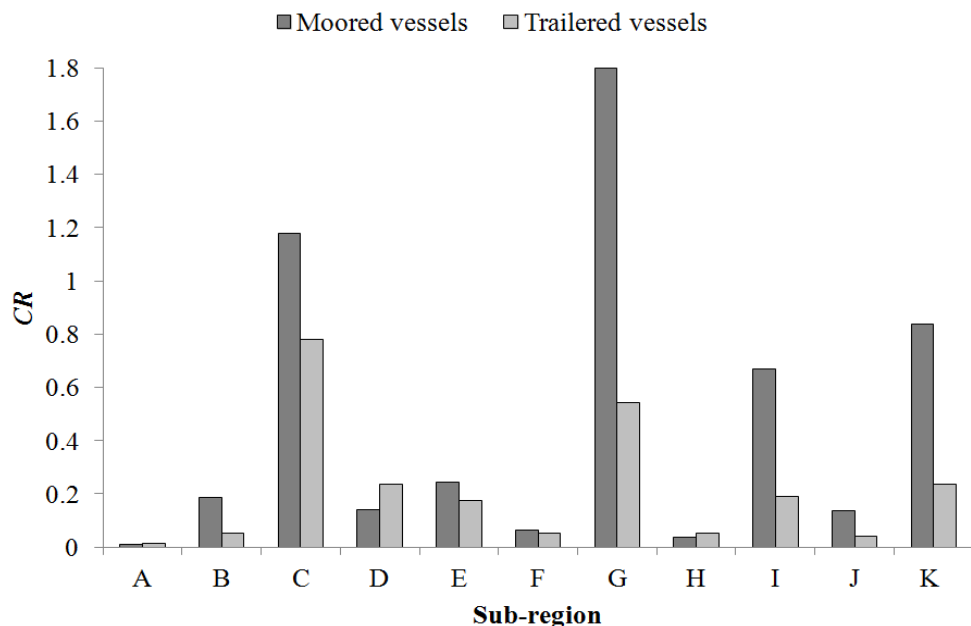 Moored vessels Trailered vessels
1.8
1.6
1.4
1.2
1
0.8
0.6
0.4
0.2
0
CR
A B C D E F G H I J K
Sub-region